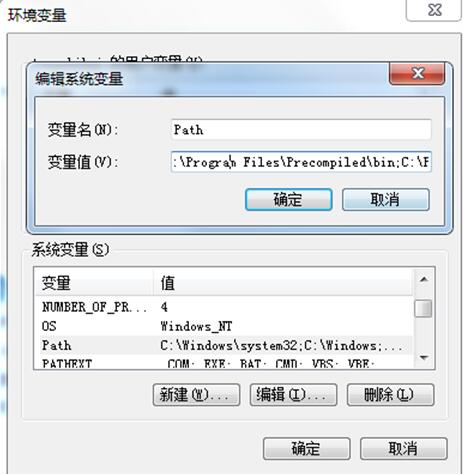 环境变量
的用户变量(U)
编辑系统变量
变量名(N):
Path
变量值(V):
:\Program Files\Precompiled\bin;C:\P
确定
取消
系统变量(S)
变量
值
NUMBER_OF_PR...
4
OS
Windows_NT
Path
C:\Windows\system32;C:\Windows;...
PATHEXT
.COM;.EXE;.BAT;.CMD;.VBS;.VBE;
新建(W)...
编辑(I)...
删除(L)
确定
取消